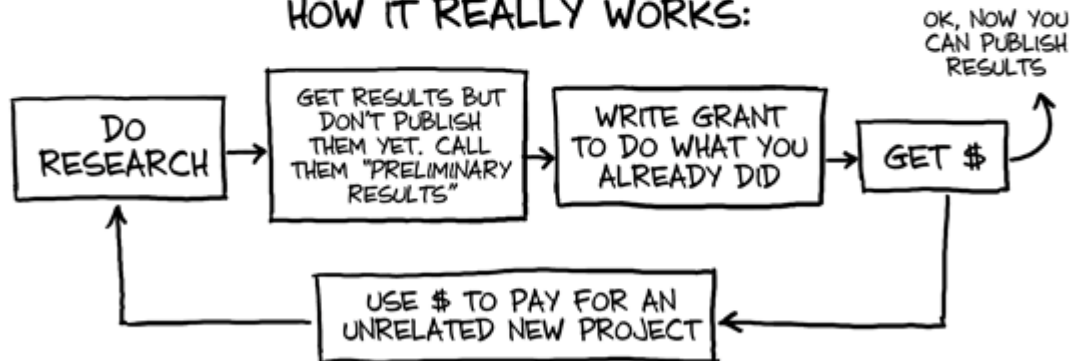 HOW IT REALLY WORKS:
DO
RESEARCH
GET RESULTS BUT
DON'T PUBLISH
THEM YET. CALL
THEM "PRELIMINARY
RESULTS"
WRITE GRANT
TO DO WHAT YOU
ALREADY DID
GET $
OK, NOW YOU
CAN PUBLISH
RESULTS
USE $ TO PAY FOR AN
UNRELATED NEW PROJECT